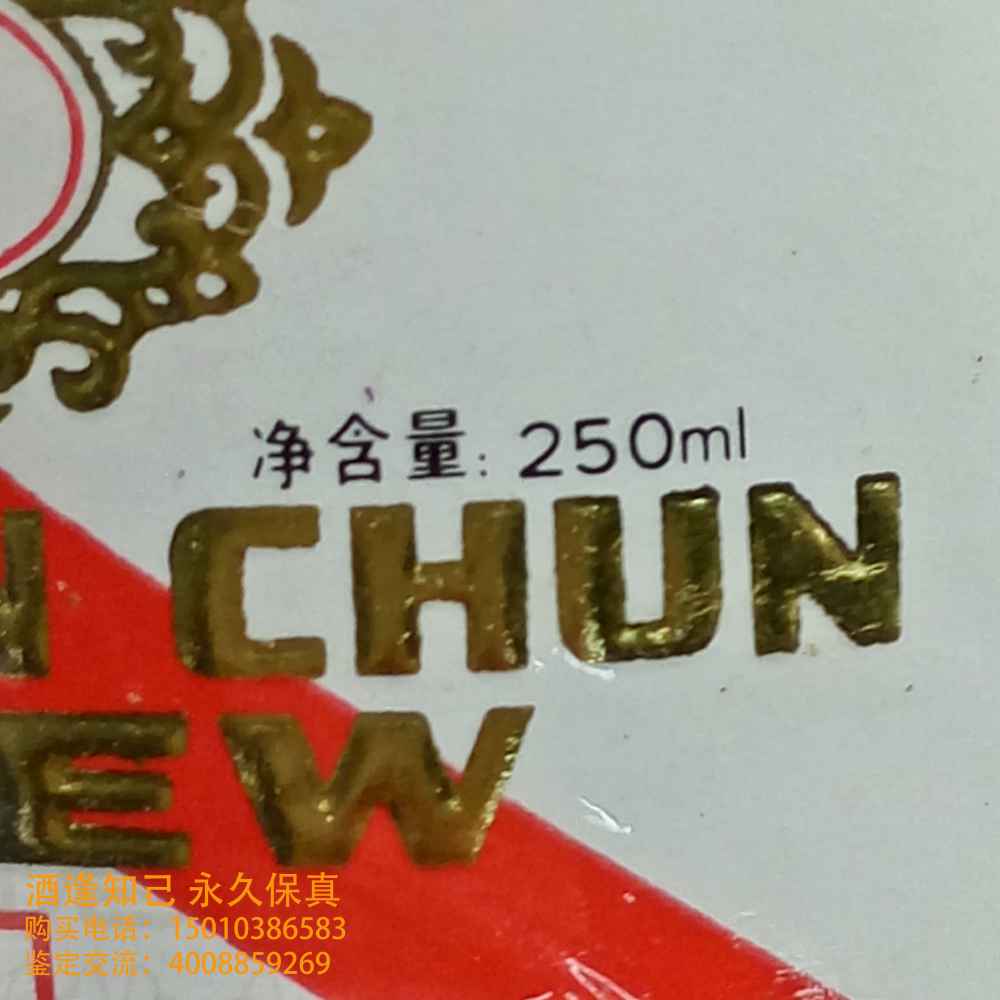 净含量: 250ml
CHUN
EW
酒逢知己 永久保真
购买电话：15010386583
鉴定交流：4008859269